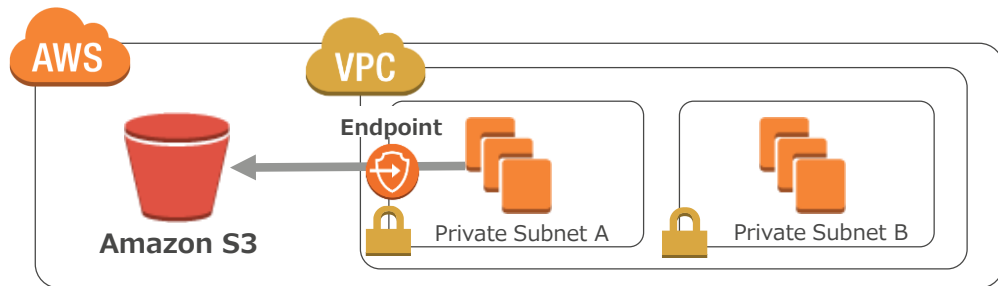 AWS
VPC
Endpoint
Amazon S3
Private Subnet A
Private Subnet B